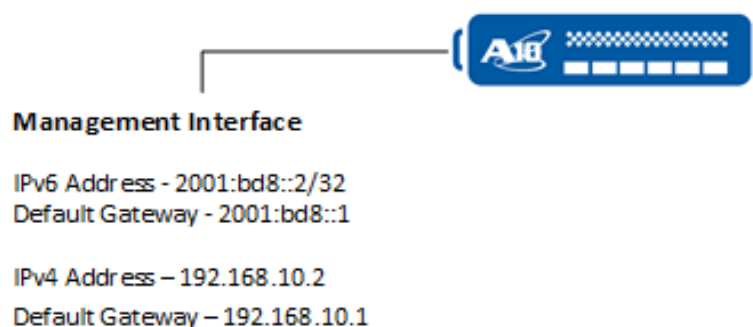 A10
Management Interface
IPv6 Address - 2001:bd8::2/32
Default Gateway - 2001:bd8::1
IPv4 Address – 192.168.10.2
Default Gateway – 192.168.10.1